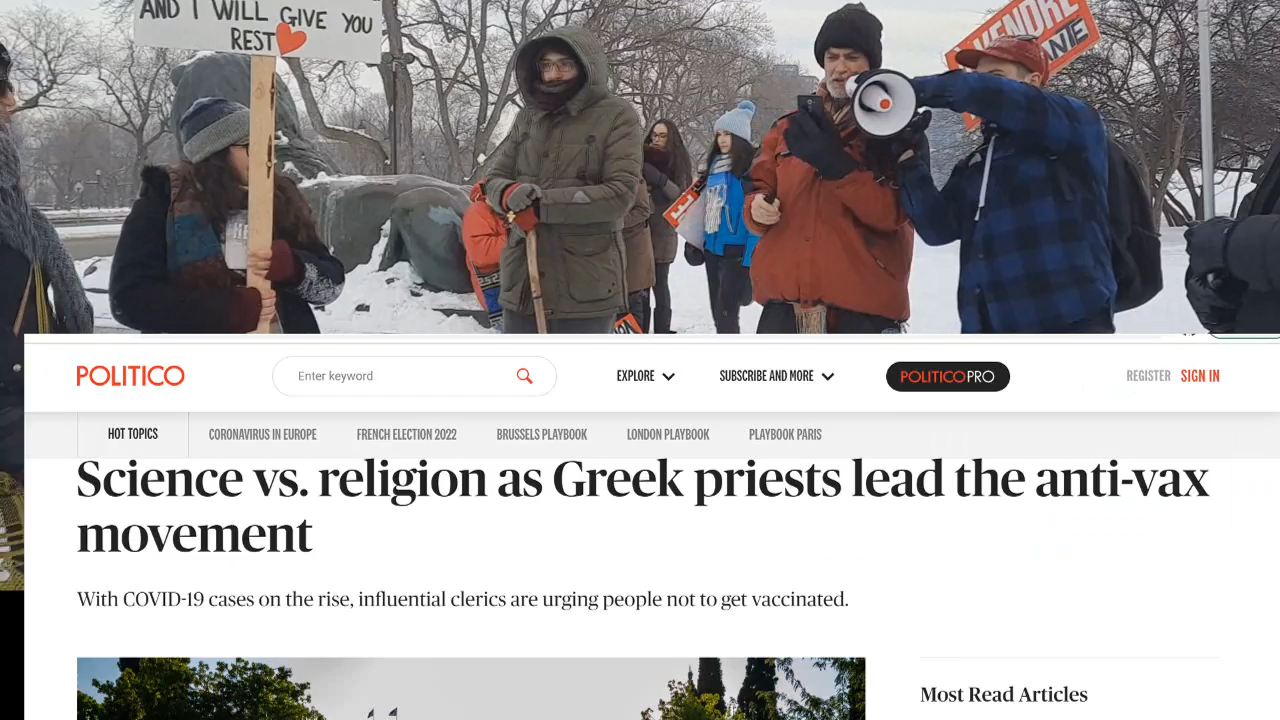 AND I WILL GIVE YOU
REST
POLITICO
Enter keyword
EXPLORE
SUBSCRIBE AND MORE
POLITICOPRO
REGISTER
SIGN IN
HOT TOPICS
CORONAVIRUS IN EUROPE
FRENCH ELECTION 2022
BRUSSELS PLAYBOOK
LONDON PLAYBOOK
PLAYBOOK PARIS
Science vs. religion as Greek priests lead the anti-vax
movement
With COVID-19 cases on the rise, influential clerics are urging people not to get vaccinated.
Most Read Articles